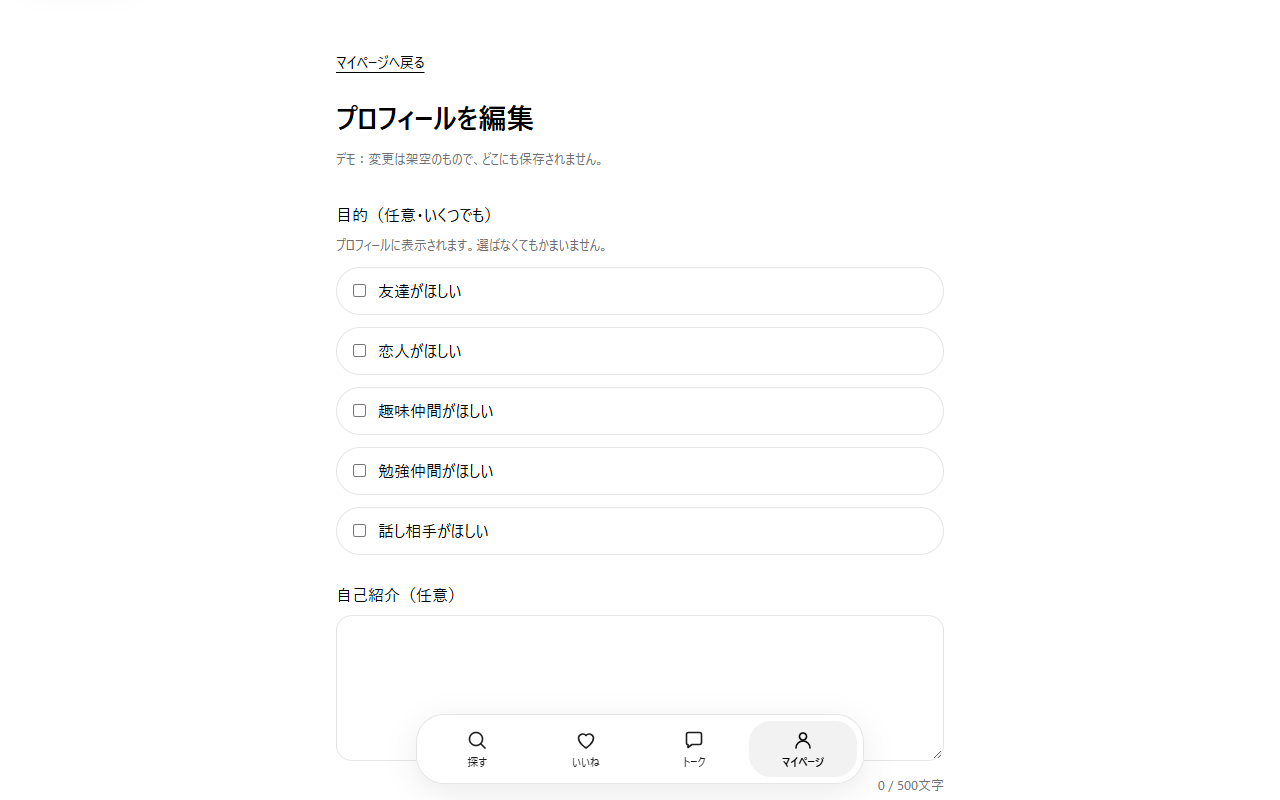 マイページへ戻る
プロフィールを編集
デモ：変更は架空のもので、どこにも保存されません。
目的（任意・いくつでも）
プロフィールに表示されます。選ばなくてもかまいません。
友達がほしい
恋人がほしい
趣味仲間がほしい
勉強仲間がほしい
話し相手がほしい
自己紹介（任意）
探す
いいね
トーク
マイページ
0 / 500文字